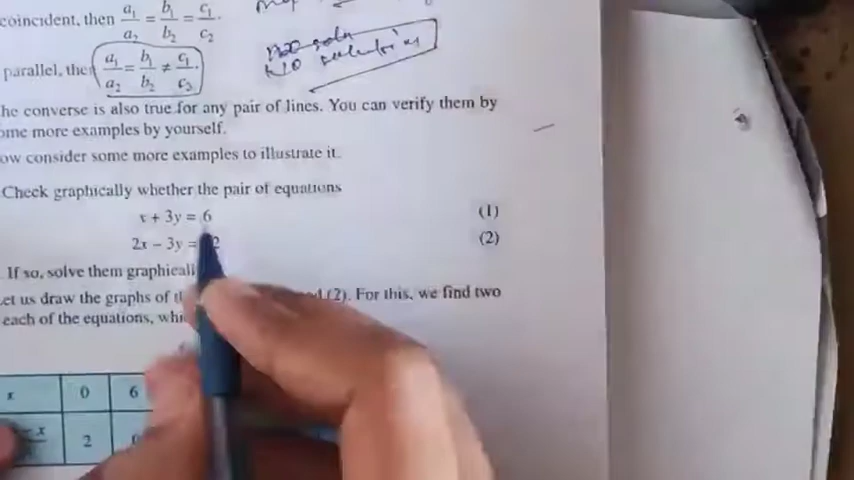 coincident, then a₁/a₂ = b₁/b₂ = c₁/c₂.
No solutions
parallel, then a₁/a₂ = b₁/b₂ ≠ c₁/c₂.
he converse is also true for any pair of lines. You can verify them by
ome more examples by yourself.
ow consider some more examples to illustrate it.
Check graphically whether the pair of equations
x + 3y = 6 (1)
2x – 3y = 2 (2)
If so, solve them graphicall
et us draw the graphs of t (2). For this, we find two
each of the equations, whi
x 0 6
x 2 0